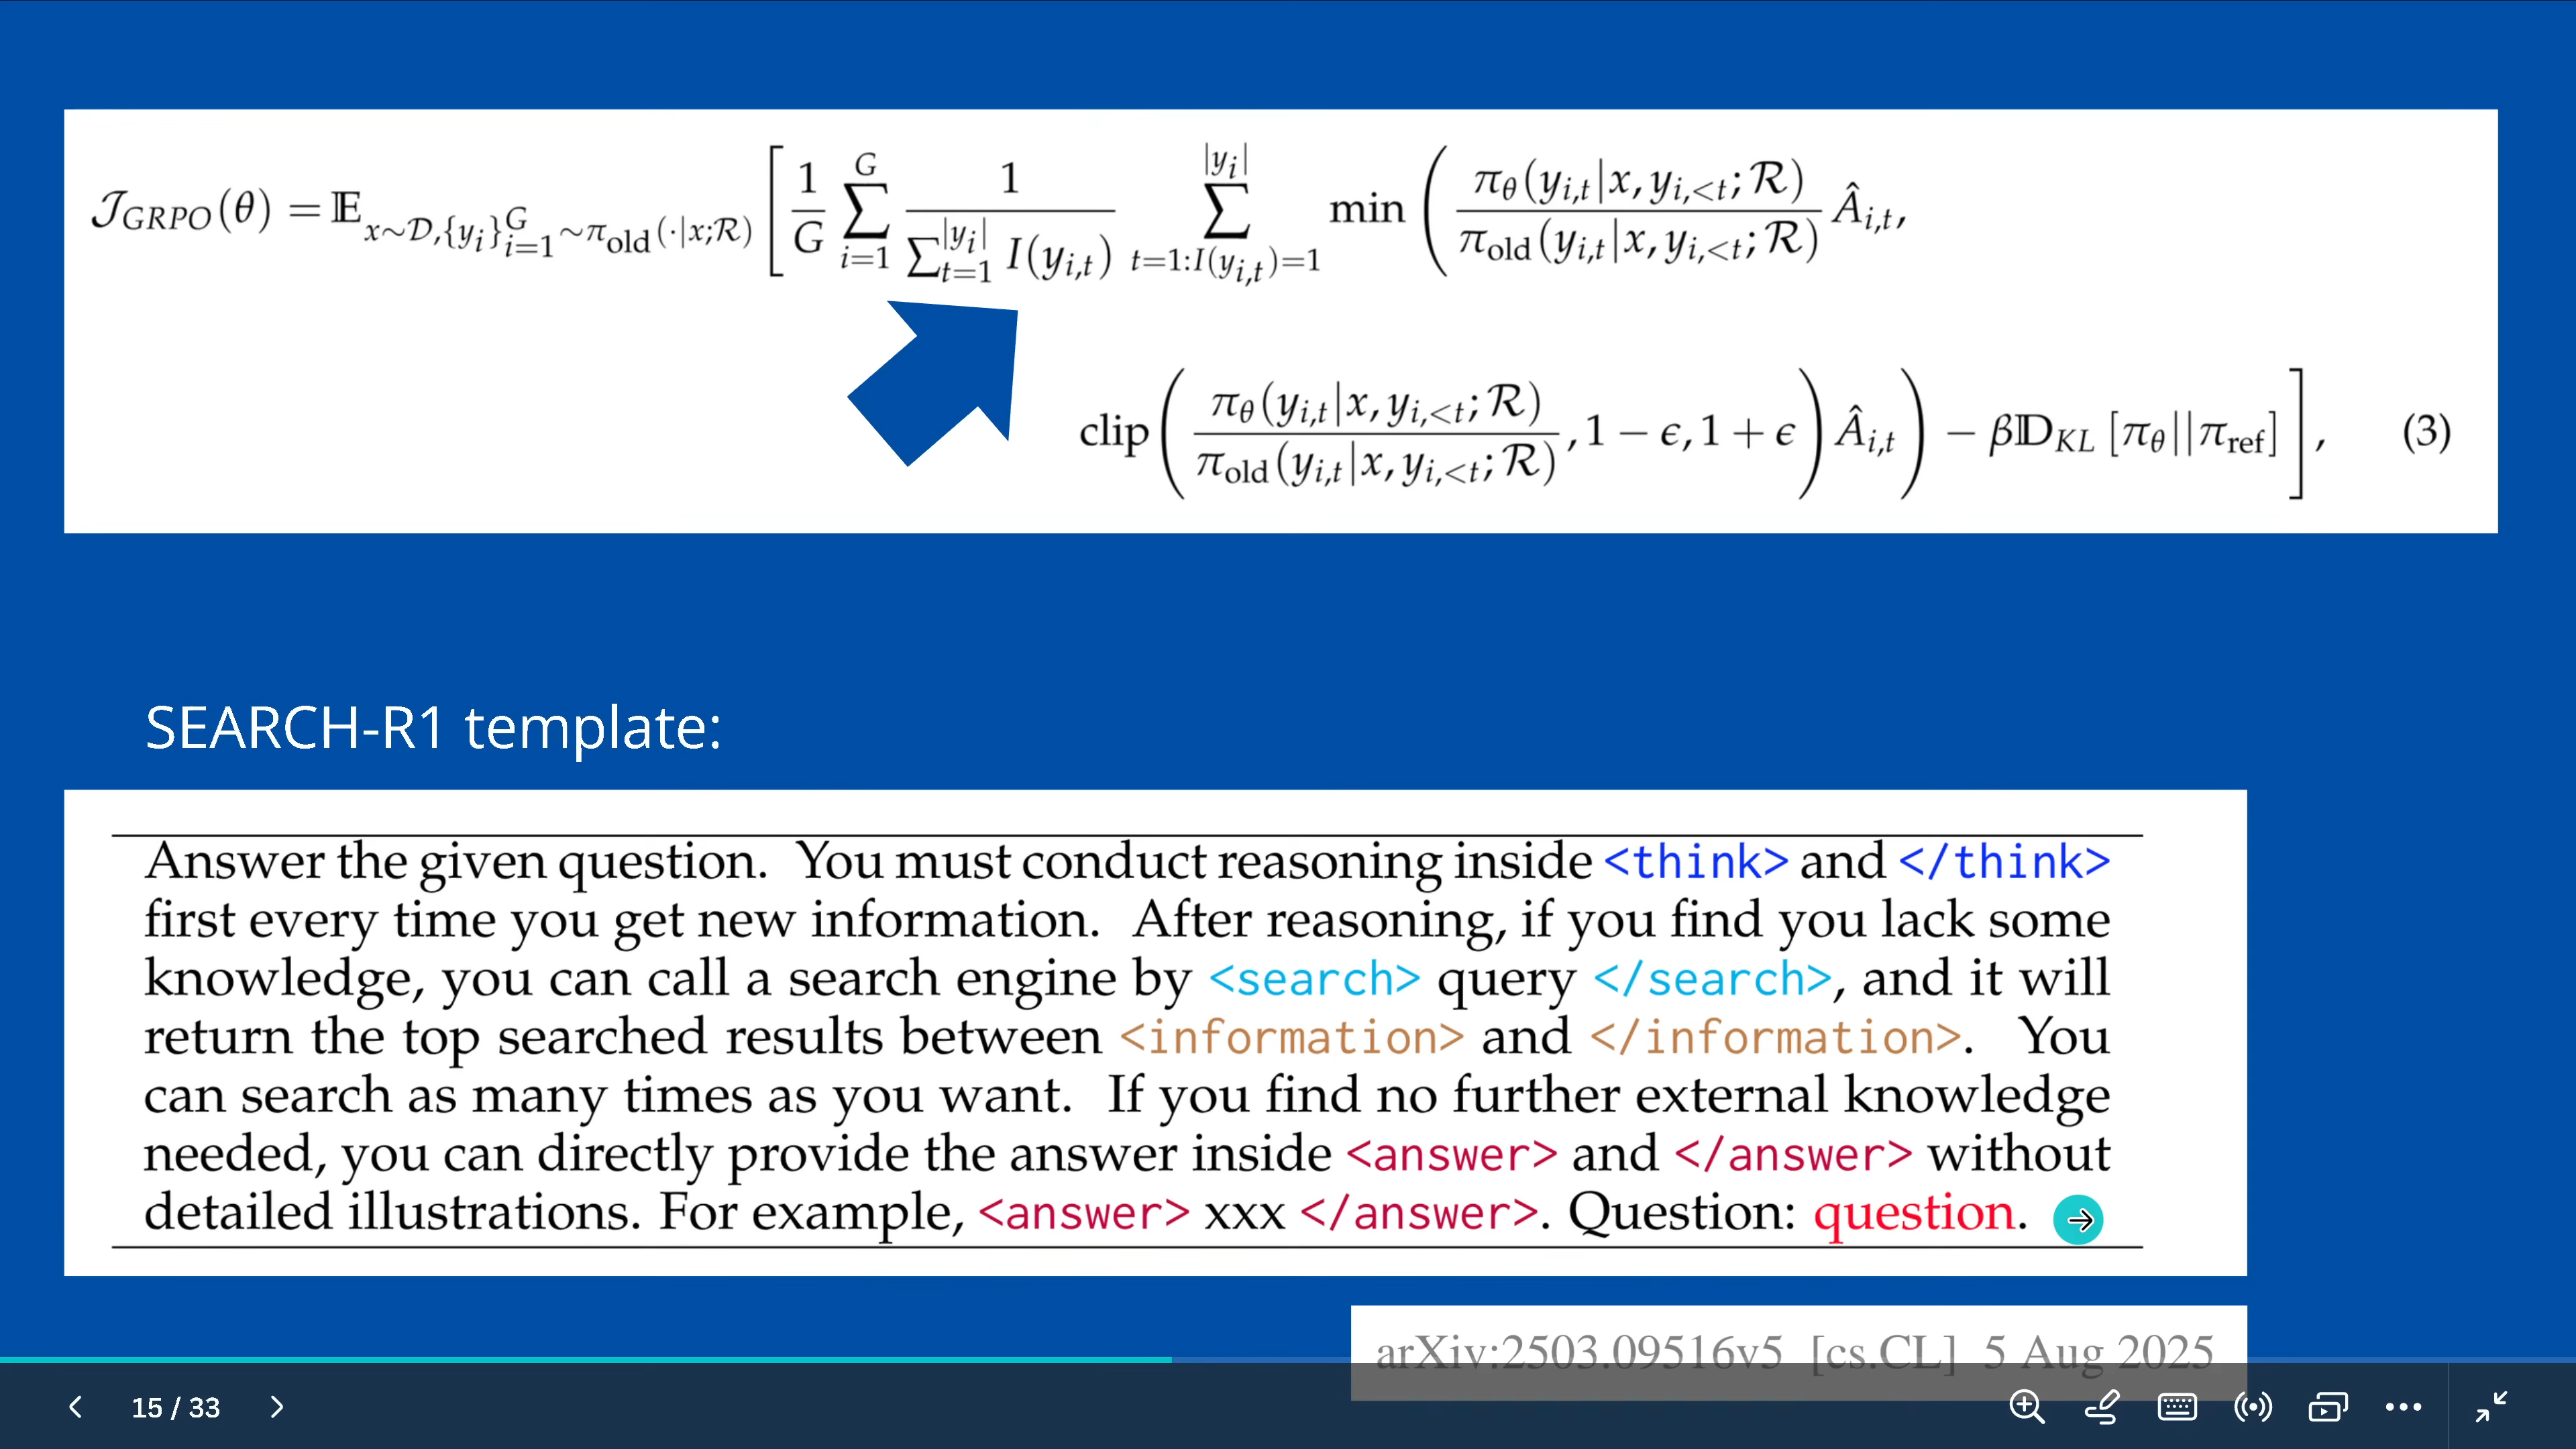 𝒥_GRPO(θ) = 𝔼_{x∼𝒟,{y_i}_{i=1}^G∼π_old(·|x;ℛ)} [ 1/G ∑_{i=1}^G 1/(∑_{t=1}^{|y_i|} I(y_{i,t})) ∑_{t=1:I(y_{i,t})=1}^{|y_i|} min ( π_θ(y_{i,t}|x,y_{i,<t};ℛ) / π_old(y_{i,t}|x,y_{i,<t};ℛ) Â_{i,t},
clip ( π_θ(y_{i,t}|x,y_{i,<t};ℛ) / π_old(y_{i,t}|x,y_{i,<t};ℛ) , 1 − ϵ, 1 + ϵ ) Â_{i,t} ) − β𝔻_KL [π_θ||π_ref] ] , (3)
SEARCH-R1 template:
Answer the given question. You must conduct reasoning inside <think> and </think>
first every time you get new information. After reasoning, if you find you lack some
knowledge, you can call a search engine by <search> query </search>, and it will
return the top searched results between <information> and </information>. You
can search as many times as you want. If you find no further external knowledge
needed, you can directly provide the answer inside <answer> and </answer> without
detailed illustrations. For example, <answer> xxx </answer>. Question: question.
arXiv:2503.09516v5 [cs.CL] 5 Aug 2025
15 / 33